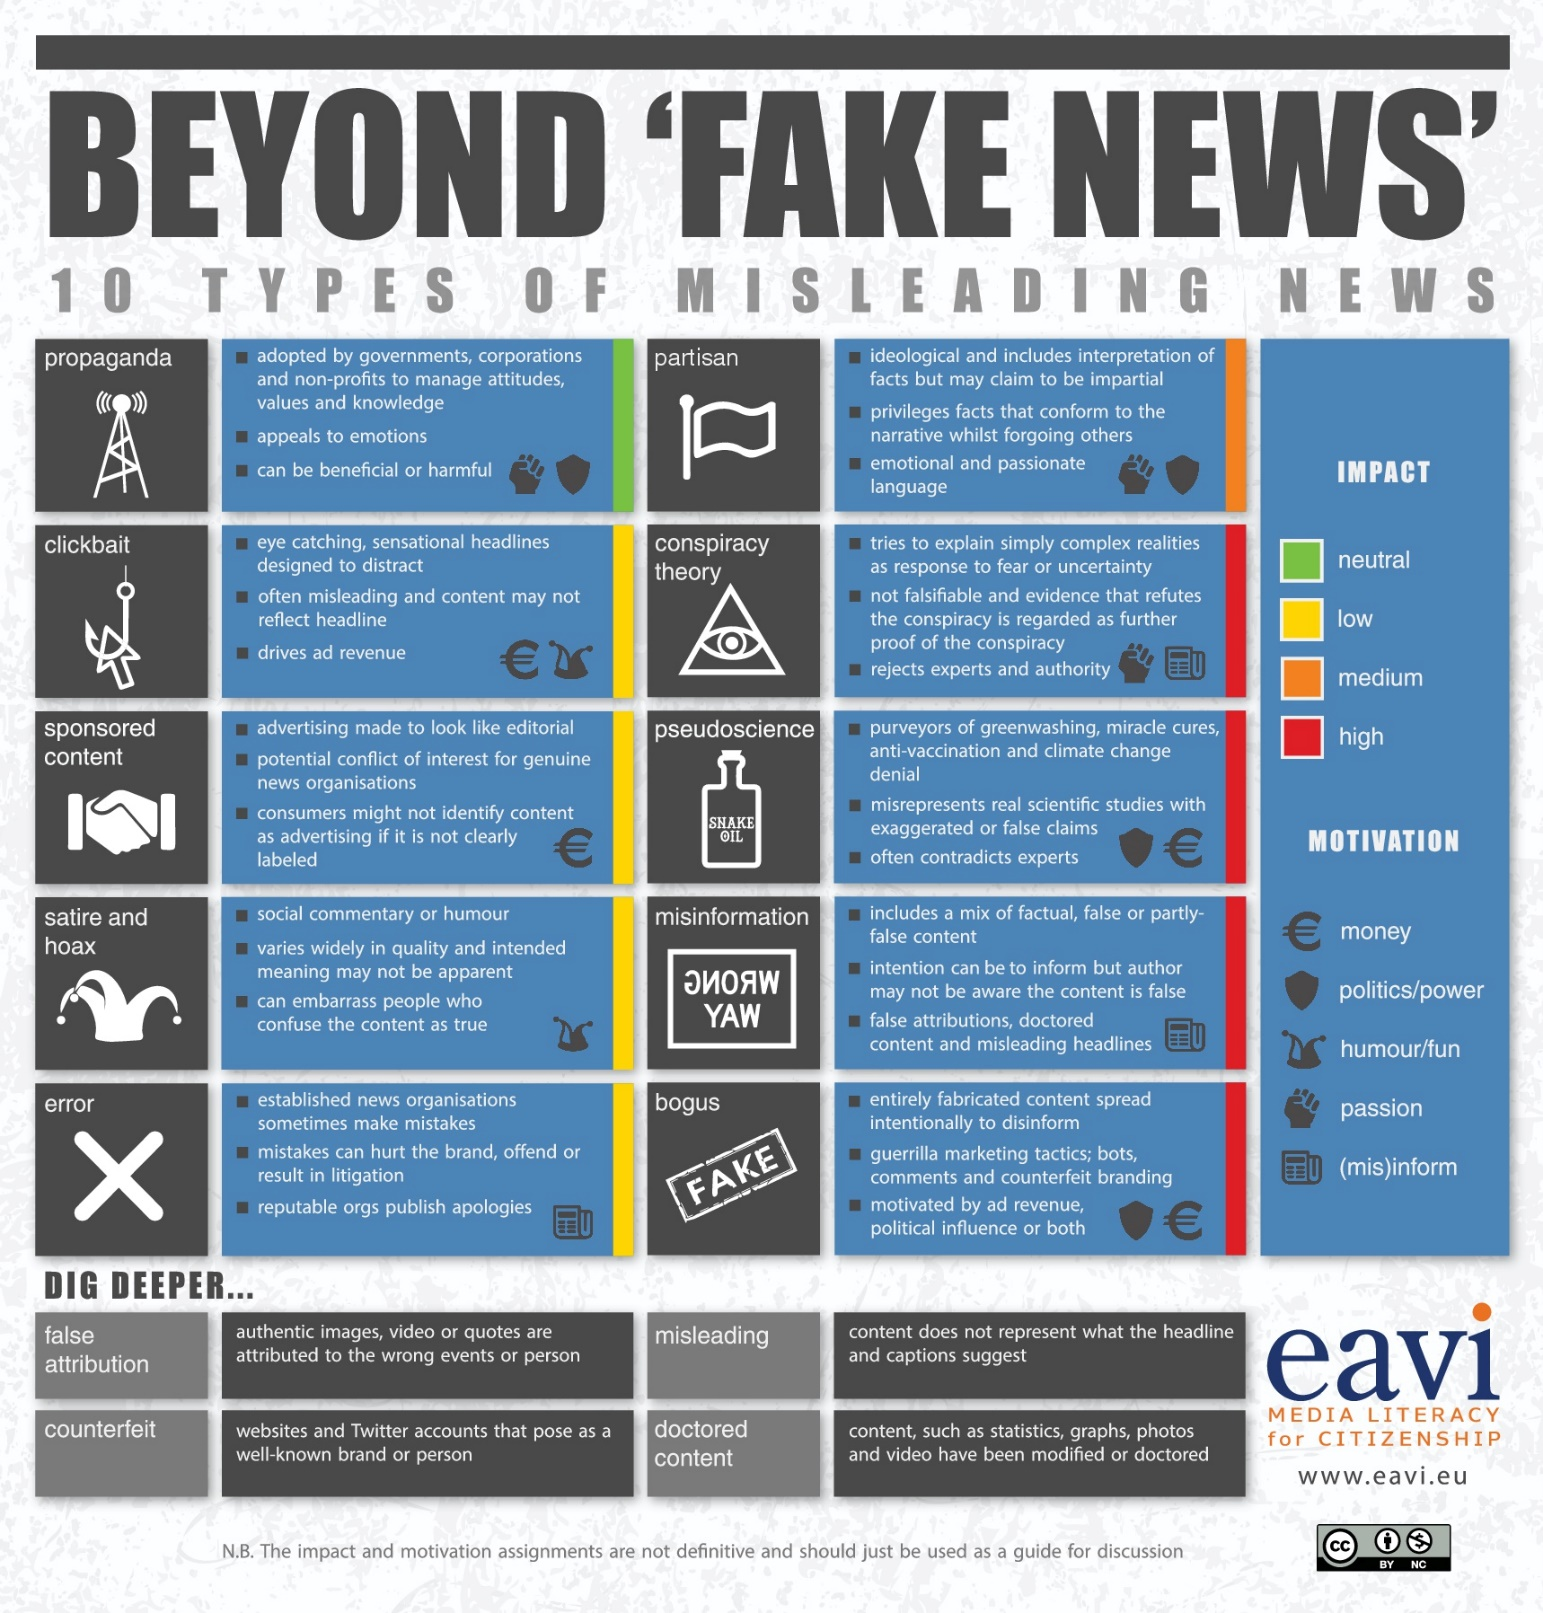 BEYOND ‘FAKE NEWS’
10 TYPES OF MISLEADING NEWS
propaganda
adopted by governments, corporations
and non-profits to manage attitudes,
values and knowledge
appeals to emotions
can be beneficial or harmful
partisan
ideological and includes interpretation of
facts but may claim to be impartial
privileges facts that conform to the
narrative whilst forgoing others
emotional and passionate
language
clickbait
eye catching, sensational headlines
designed to distract
often misleading and content may not
reflect headline
drives ad revenue
conspiracy
theory
tries to explain simply complex realities
as response to fear or uncertainty
not falsifiable and evidence that refutes
the conspiracy is regarded as further
proof of the conspiracy
rejects experts and authority
sponsored
content
advertising made to look like editorial
potential conflict of interest for genuine
news organisations
consumers might not identify content
as advertising if it is not clearly
labeled
pseudoscience
SNAKE
OIL
purveyors of greenwashing, miracle cures,
anti-vaccination and climate change
denial
misrepresents real scientific studies with
exaggerated or false claims
often contradicts experts
satire and
hoax
social commentary or humour
varies widely in quality and intended
meaning may not be apparent
can embarrass people who
confuse the content as true
misinformation
WRONG
WAY
includes a mix of factual, false or partly-
false content
intention can be to inform but author
may not be aware the content is false
false attributions, doctored
content and misleading headlines
error
established news organisations
sometimes make mistakes
mistakes can hurt the brand, offend or
result in litigation
reputable orgs publish apologies
bogus
FAKE
entirely fabricated content spread
intentionally to disinform
guerrilla marketing tactics; bots,
comments and counterfeit branding
motivated by ad revenue,
political influence or both
IMPACT
neutral
low
medium
high
MOTIVATION
money
politics/power
humour/fun
passion
(mis)inform
DIG DEEPER...
false
attribution
authentic images, video or quotes are
attributed to the wrong events or person
misleading
content does not represent what the headline
and captions suggest
counterfeit
websites and Twitter accounts that pose as a
well-known brand or person
doctored
content
content, such as statistics, graphs, photos
and video have been modified or doctored
eavi
MEDIA LITERACY
for CITIZENSHIP
www.eavi.eu
N.B. The impact and motivation assignments are not definitive and should just be used as a guide for discussion
cc
BY NC